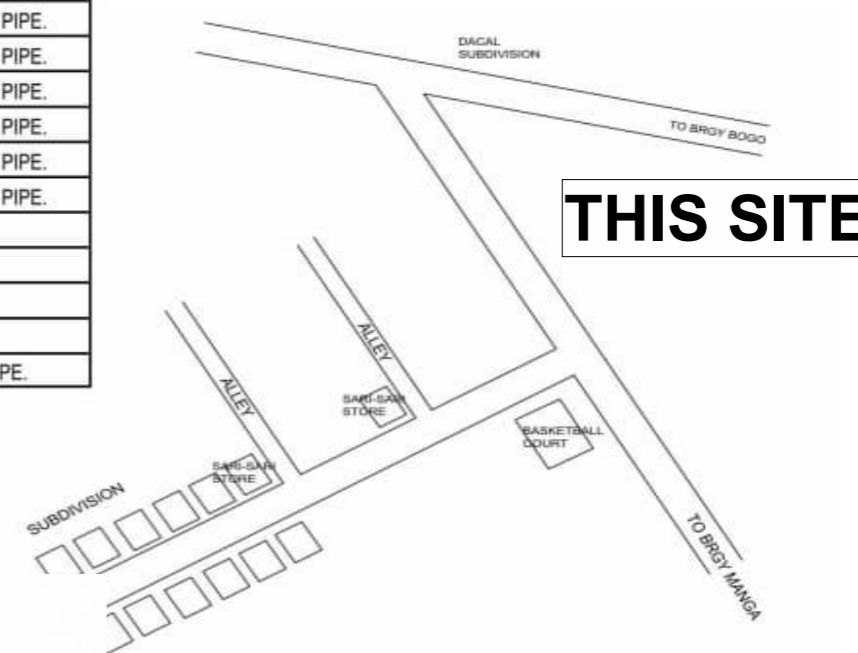 PIPE.
PIPE.
PIPE.
PIPE.
PIPE.
PIPE.
PE.
DACAL
SUBDIVISION
TO BRGY BOGO
THIS SITE
ALLEY
ALLEY
SARI-SARI
STORE
BASKETBALL
COURT
SARI-SARI
STORE
SUBDIVISION
TO BRGY MANGA